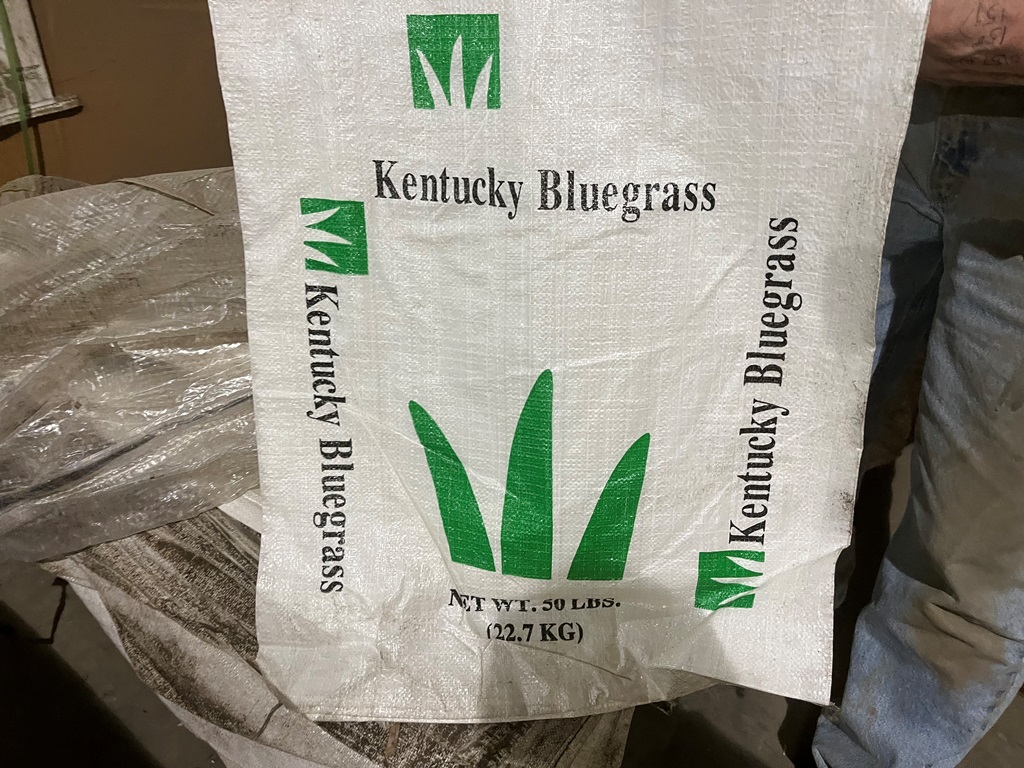 Kentucky Bluegrass
Kentucky Bluegrass
Kentucky Bluegrass
NET WT. 50 LBS.
(22.7 KG)